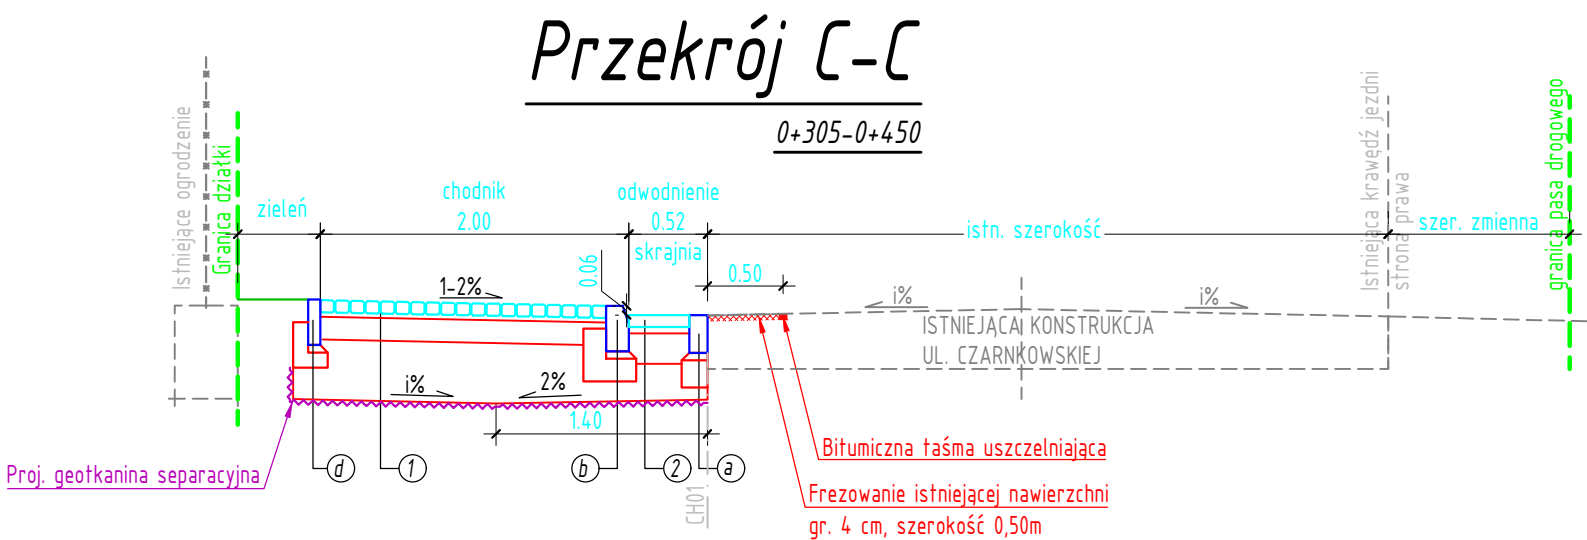 Przekrój C-C
0+305-0+450
Istniejące ogrodzenie
Granica działki
zieleń
chodnik
2.00
odwodnienie
0.52
skrajnia
istn. szerokość
Istniejąca krawędź jezdni
strona prawa
szer. zmienna
granica pasa drogowego
0.06
0.50
1-2%
i%
i%
ISTNIEJĄCA KONSTRUKCJA
UL. CZARNKOWSKIEJ
i%
2%
1.40
Proj. geotkanina separacyjna
d
1
b
2
a
CH01
Bitumiczna taśma uszczelniająca
Frezowanie istniejącej nawierzchni
gr. 4 cm, szerokość 0,50m